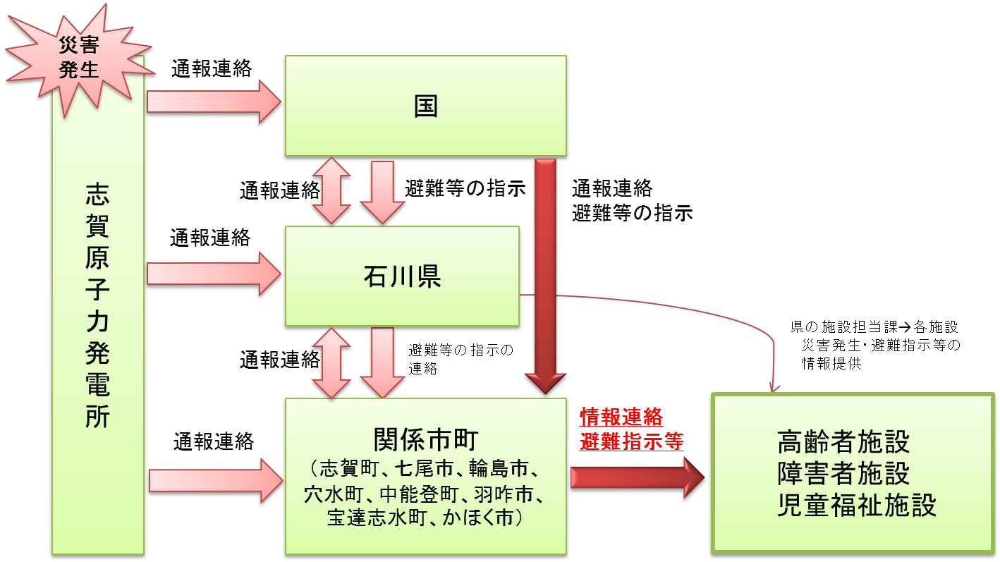 災害
発生
志賀原子力発電所
通報連絡
国
通報連絡
避難等の指示
通報連絡
避難等の指示
通報連絡
石川県
通報連絡
避難等の指示の
連絡
県の施設担当課→各施設
災害発生・避難指示等の
情報提供
通報連絡
関係市町
（志賀町、七尾市、輪島市、
穴水町、中能登町、羽咋市、
宝達志水町、かほく市）
情報連絡
避難指示等
高齢者施設
障害者施設
児童福祉施設